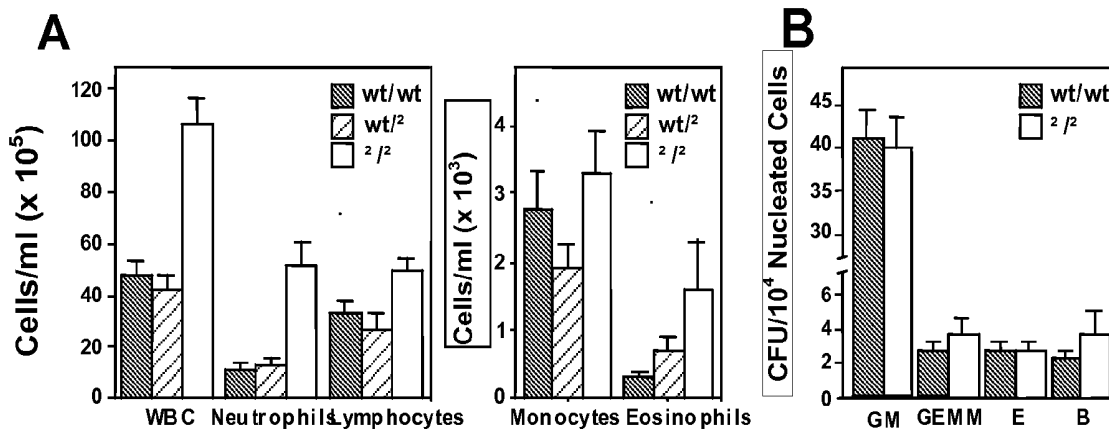 A
Cells/ml (x 10⁵)
120
100
80
60
40
20
0
wt/wt
wt/²
²/²
WBC Neutrophils Lymphocytes
Cells/ml (x 10³)
4
3
2
1
0
wt/wt
wt/²
²/²
Monocytes Eosinophils
B
CFU/10⁴ Nucleated Cells
45
40
35
30
6
4
2
0
wt/wt
²/²
GM GEMM E B